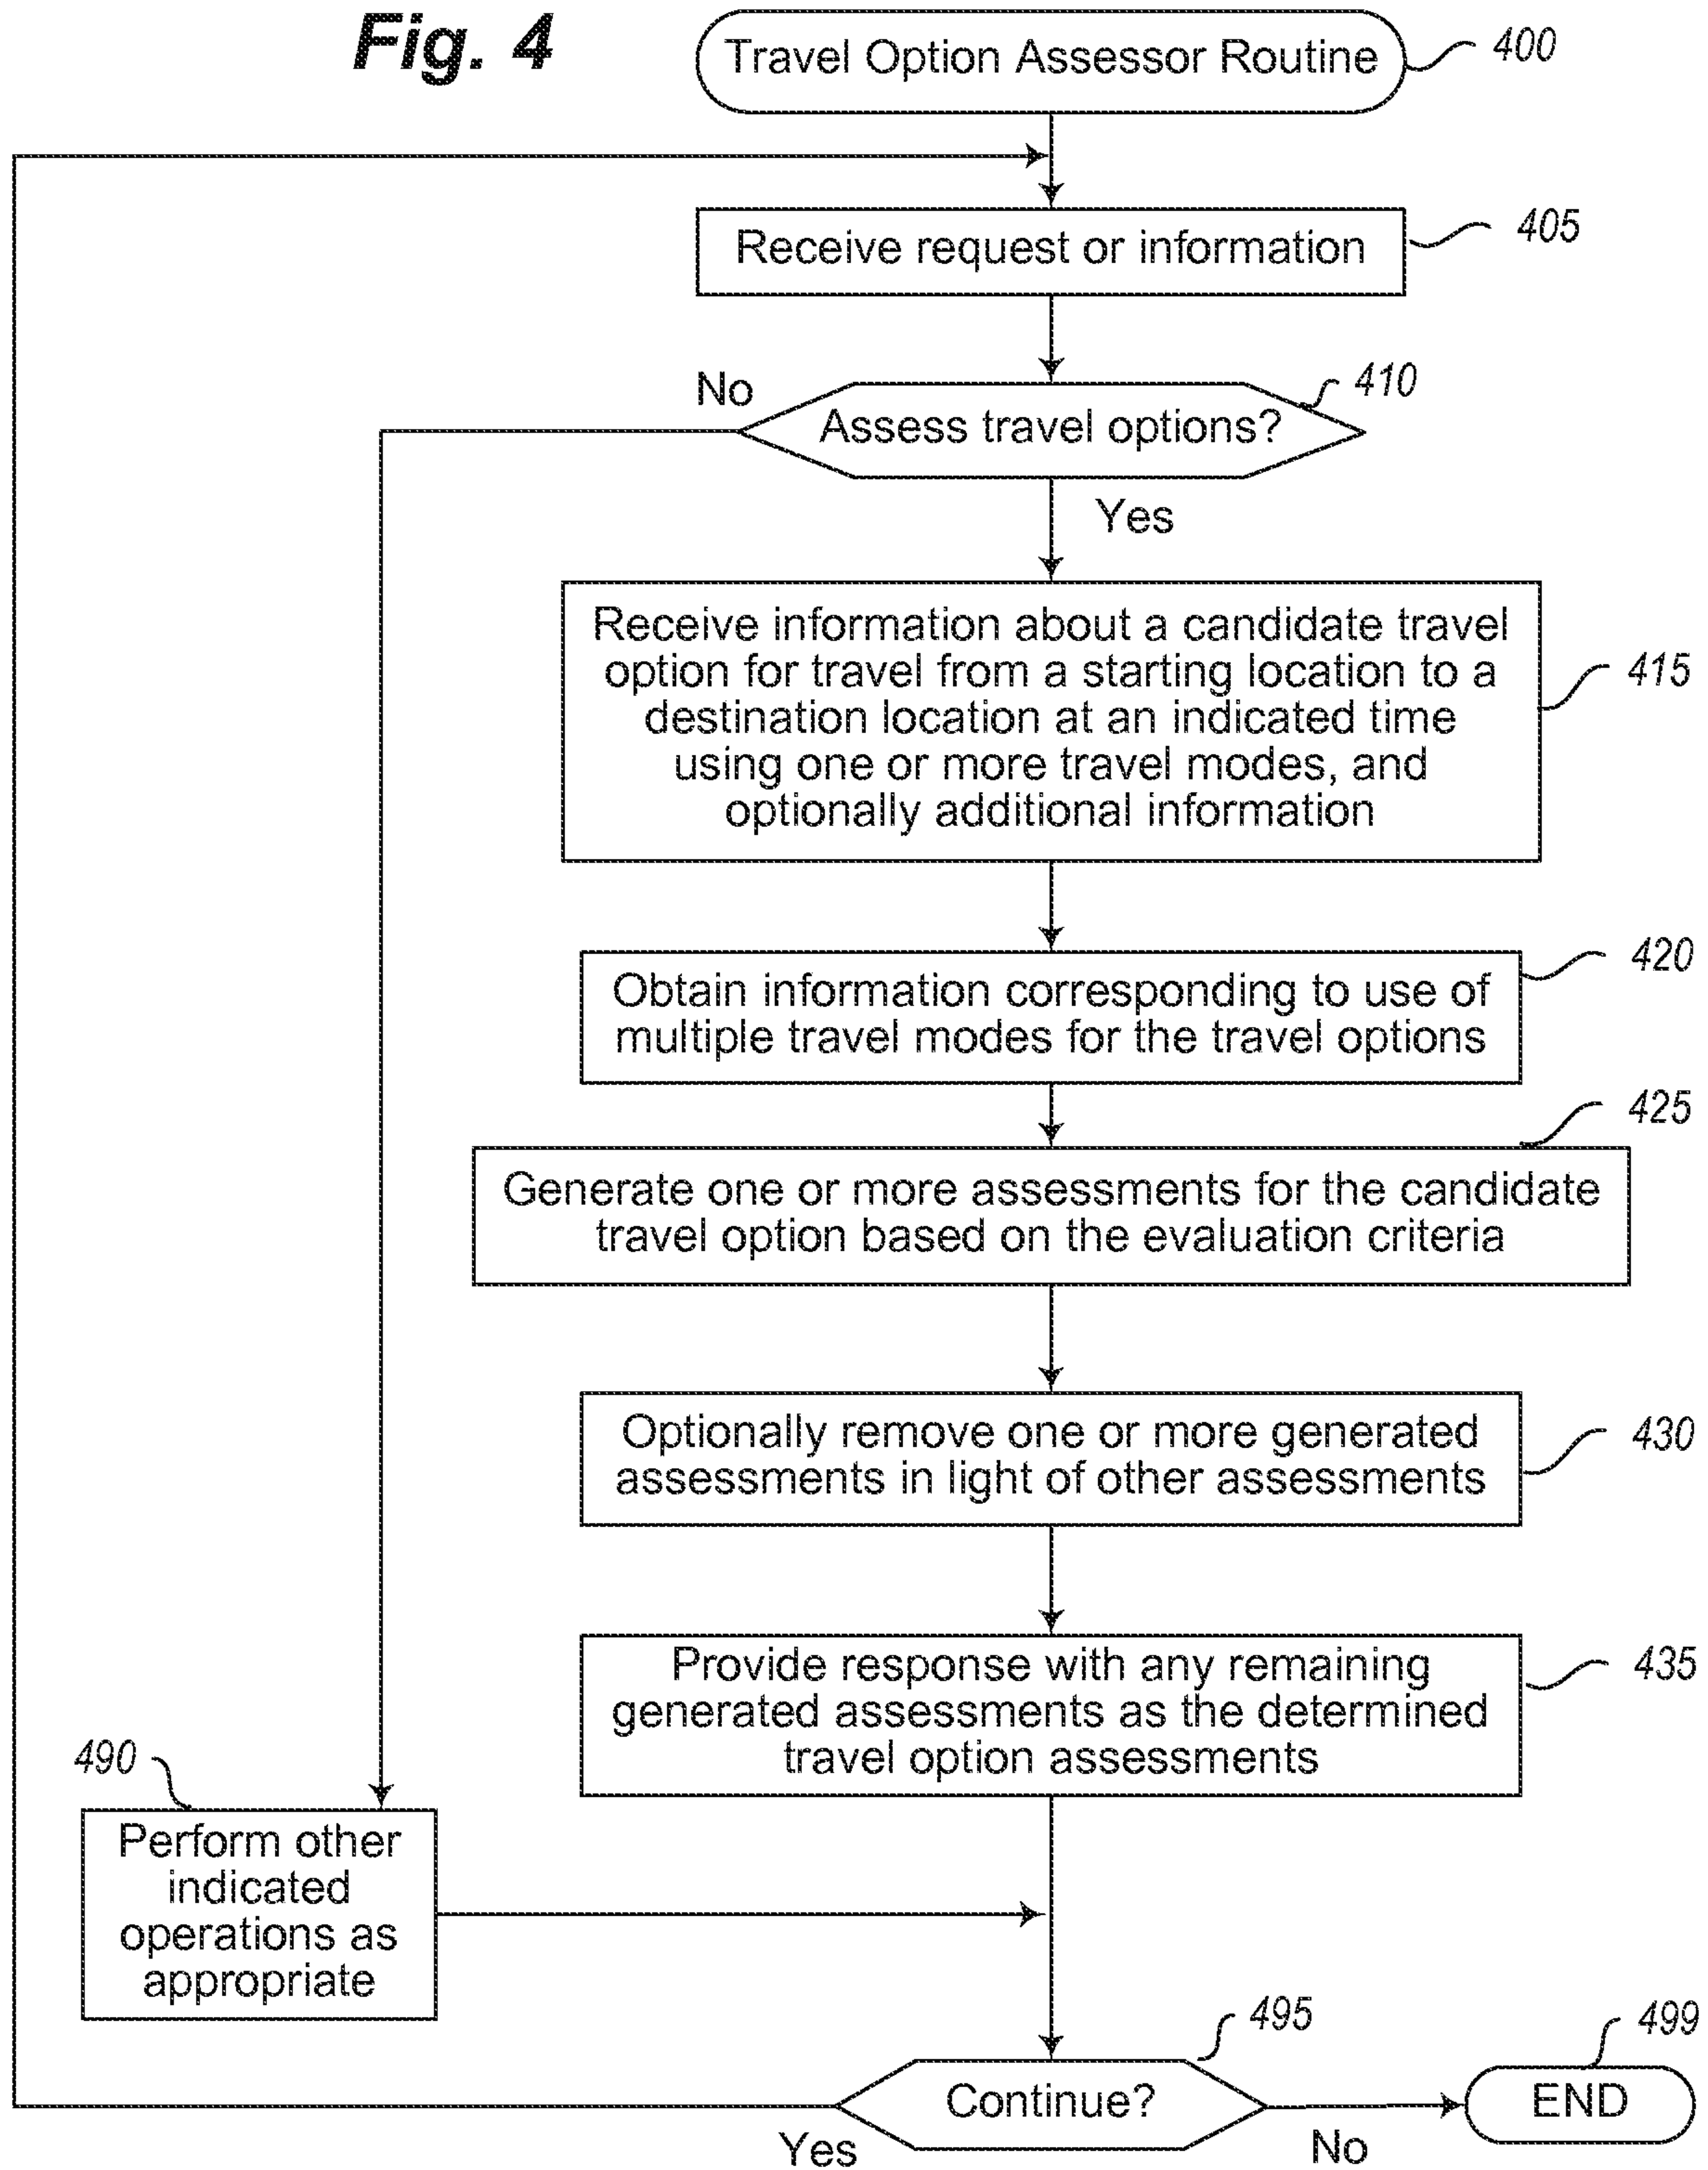 Fig. 4
Travel Option Assessor Routine
400
Receive request or information
405
No
Assess travel options?
410
Yes
Receive information about a candidate travel
option for travel from a starting location to a
destination location at an indicated time
using one or more travel modes, and
optionally additional information
415
Obtain information corresponding to use of
multiple travel modes for the travel options
420
425
Generate one or more assessments for the candidate
travel option based on the evaluation criteria
Optionally remove one or more generated
assessments in light of other assessments
430
Provide response with any remaining
generated assessments as the determined
travel option assessments
435
490
Perform other
indicated
operations as
appropriate
495
Continue?
Yes
No
499
END